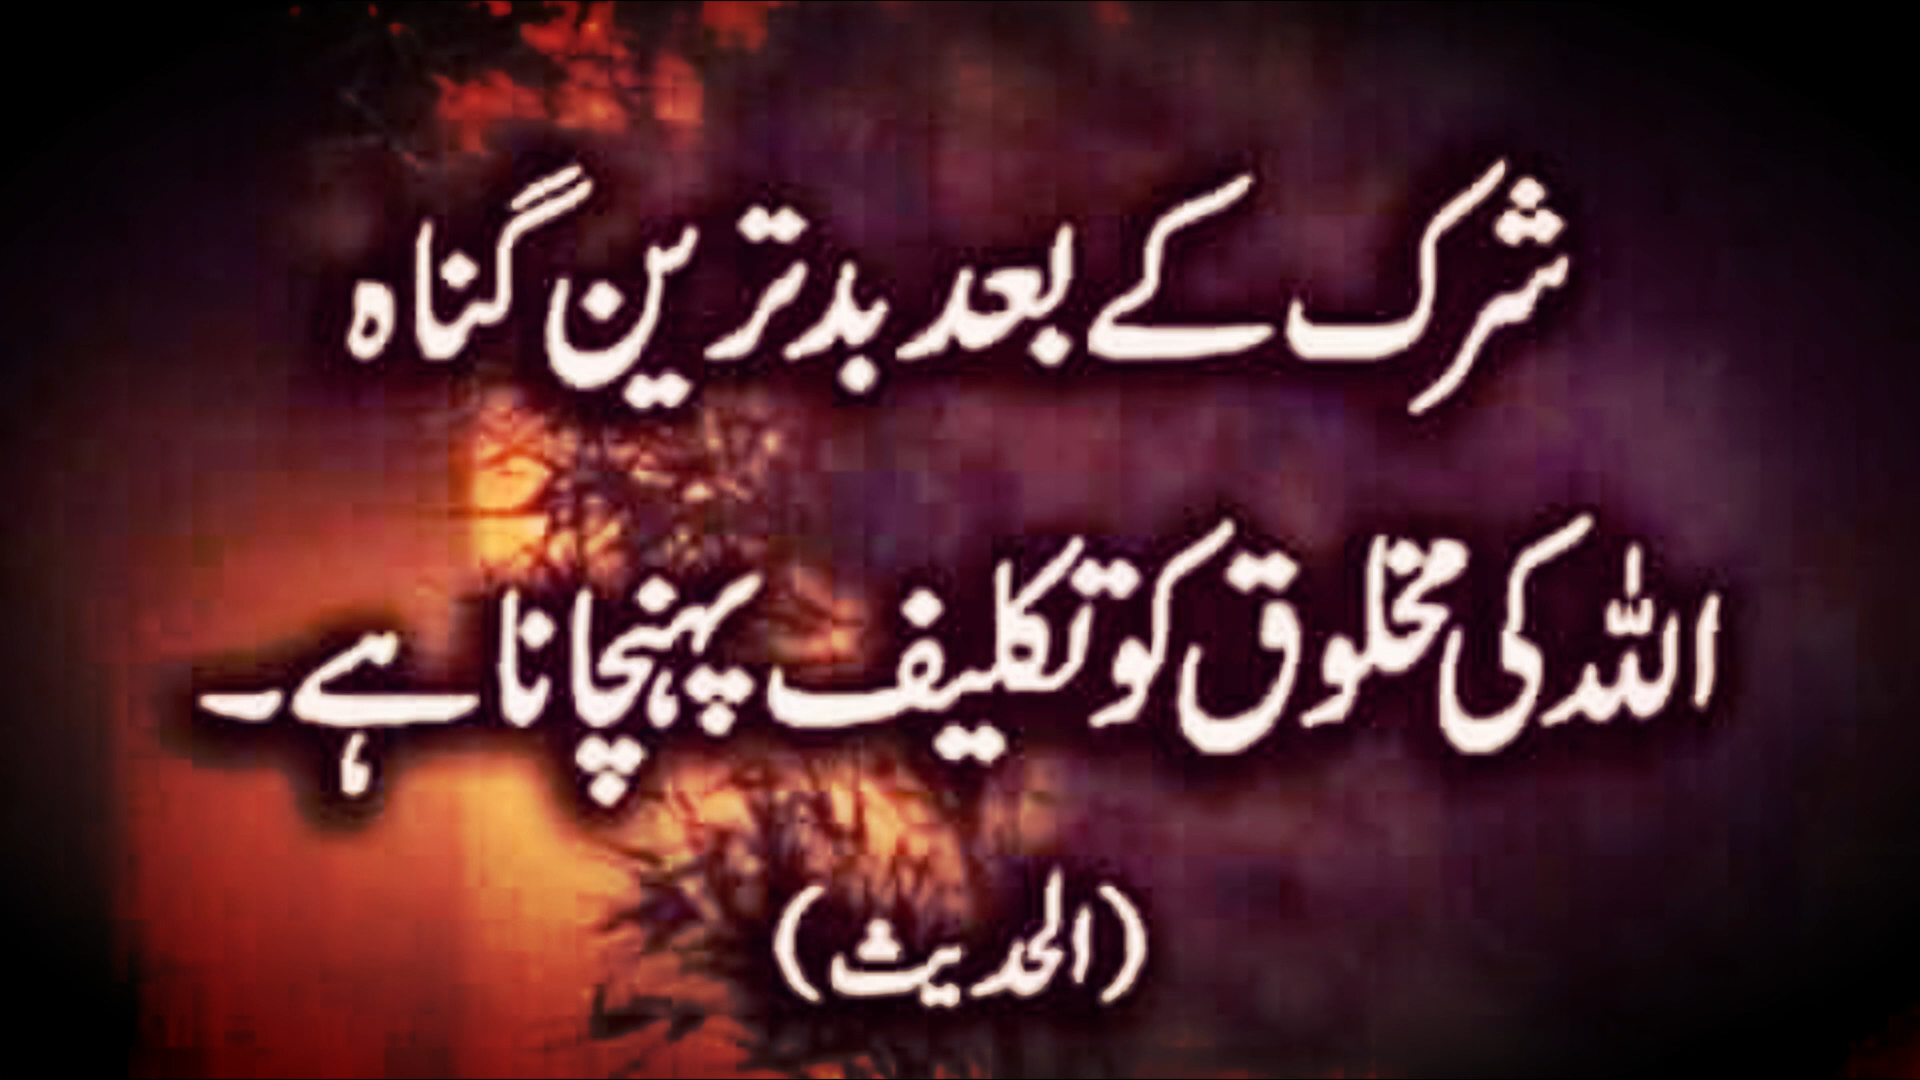 شرک کے بعد بدترین گناہ
اللہ کی مخلوق کو تکلیف پہنچانا ہے۔
(الحدیث)